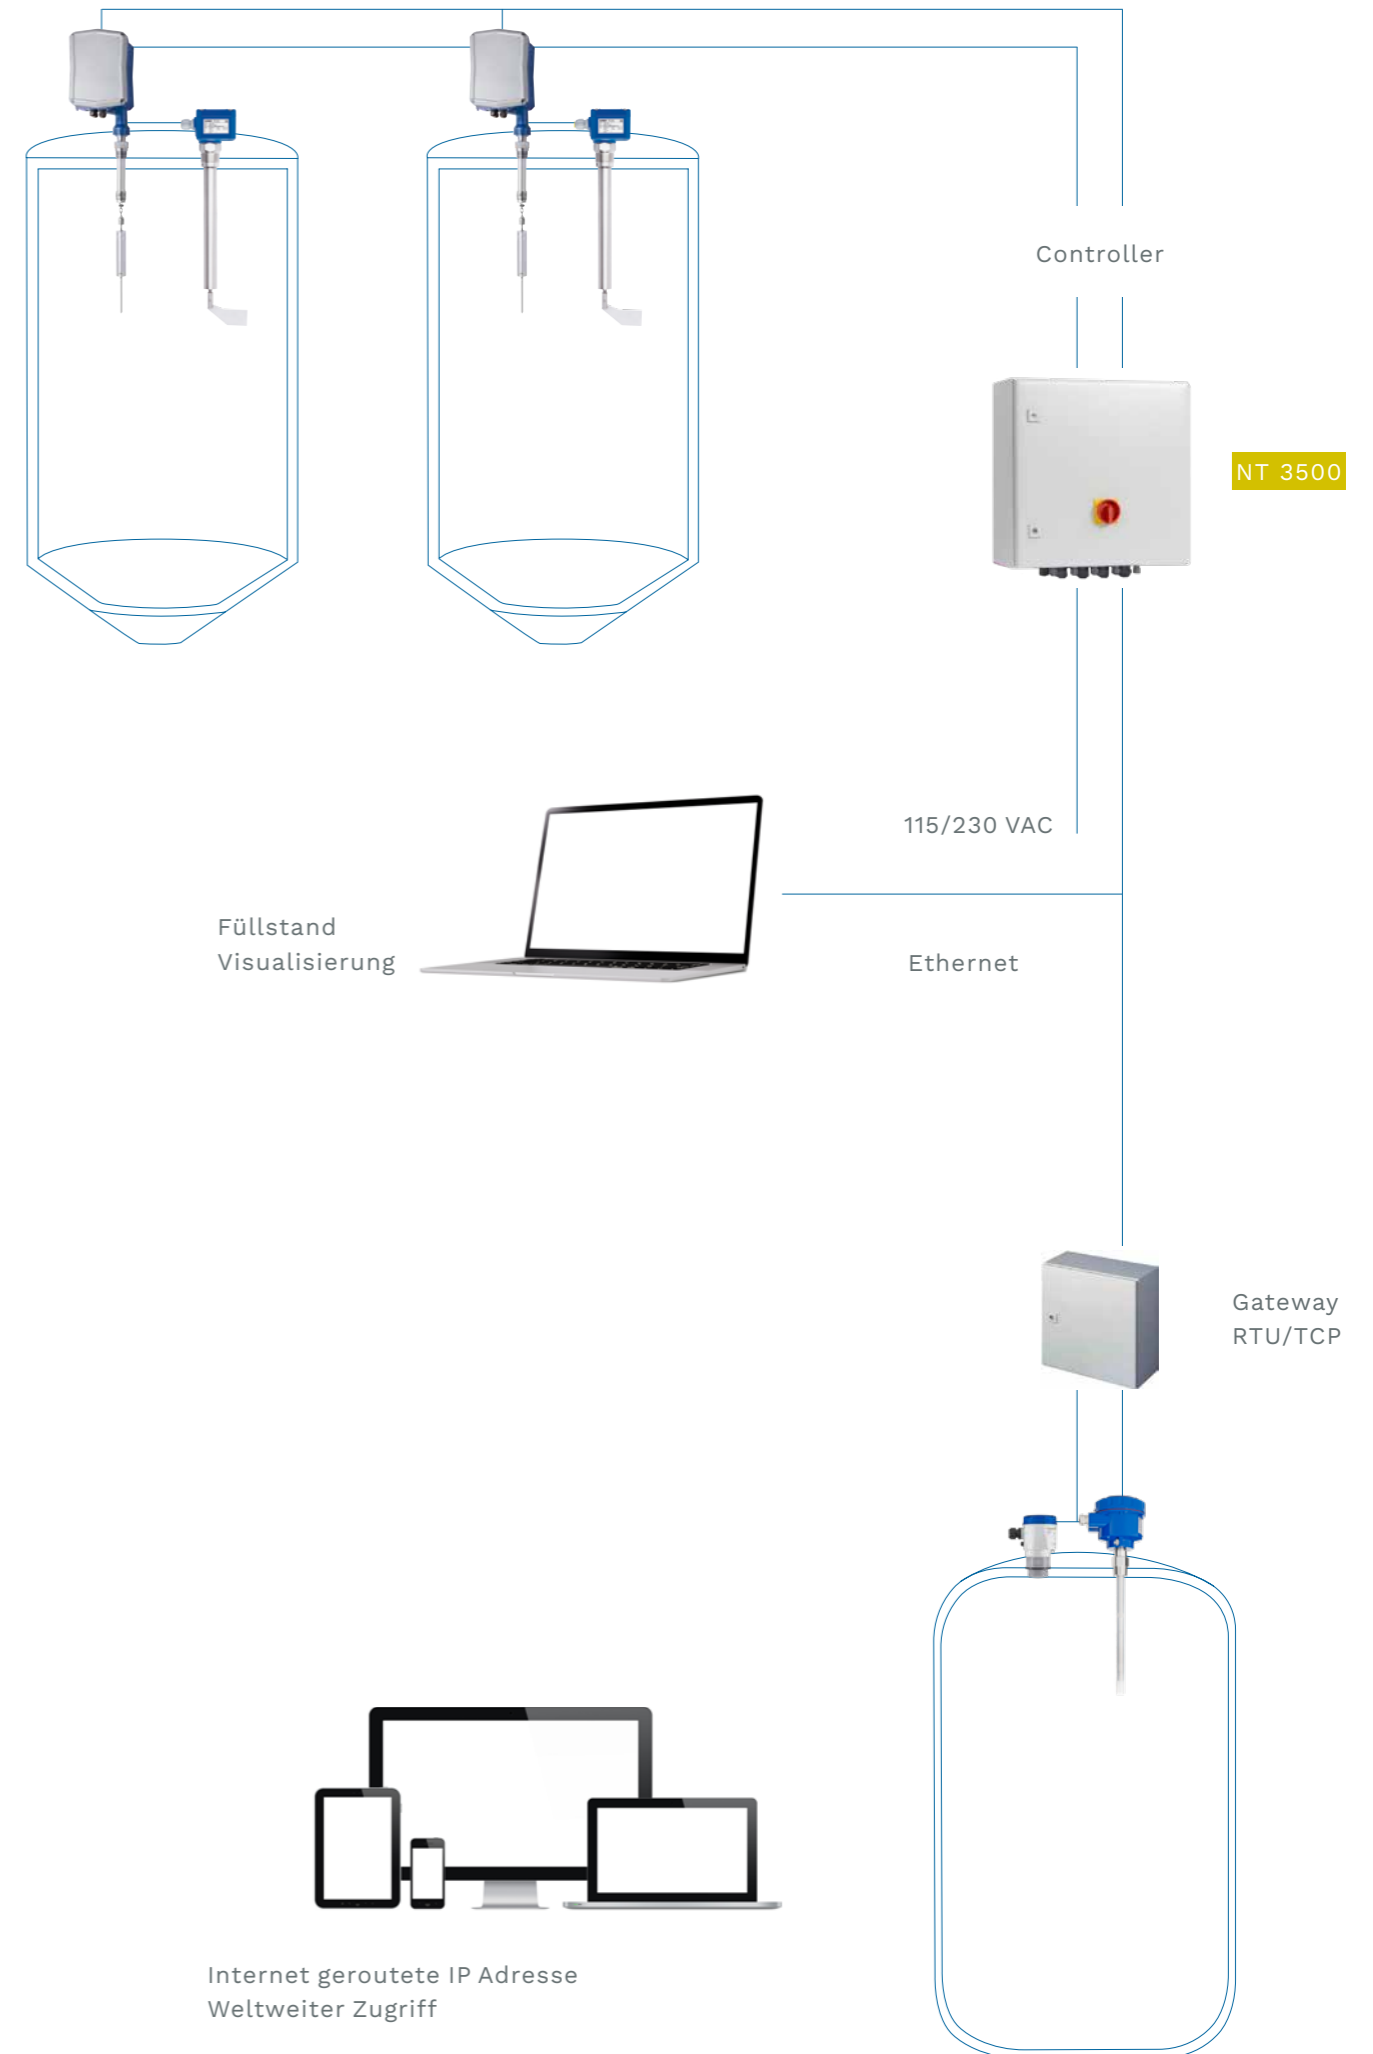 Controller
NT 3500
115/230 VAC
Füllstand
Visualisierung
Ethernet
Gateway
RTU/TCP
Internet geroutete IP Adresse
Weltweiter Zugriff